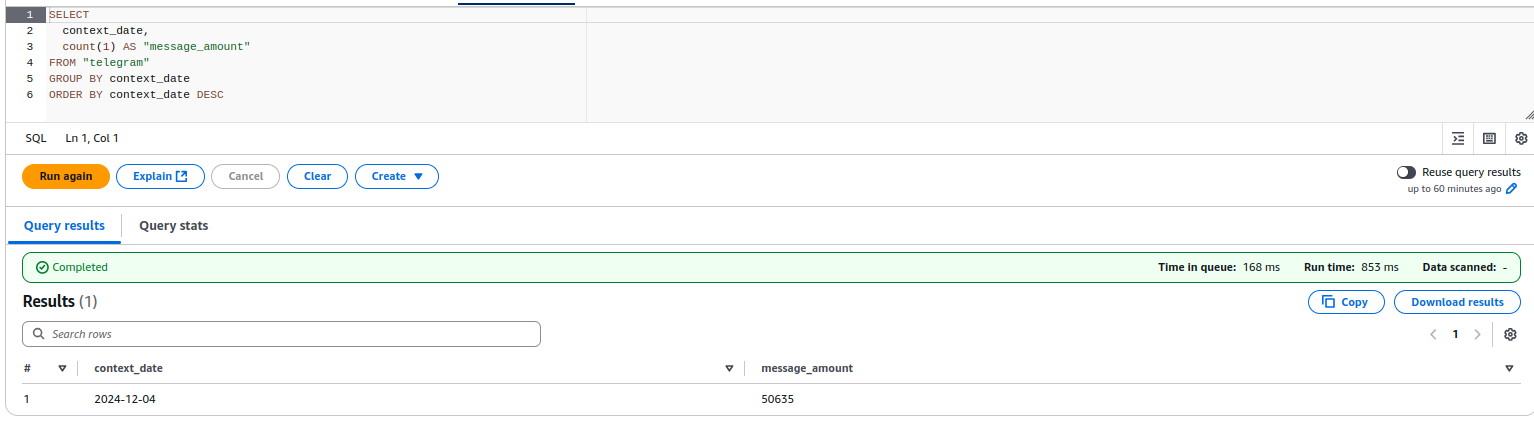 1 SELECT
2 context_date,
3 count(1) AS "message_amount"
4 FROM "telegram"
5 GROUP BY context_date
6 ORDER BY context_date DESC
SQL Ln 1, Col 1
Run again Explain Cancel Clear Create Reuse query results
up to 60 minutes ago
Query results Query stats
Completed Time in queue: 168 ms Run time: 853 ms Data scanned: -
Results (1) Copy Download results
Search rows 1
# context_date message_amount
1 2024-12-04 50635